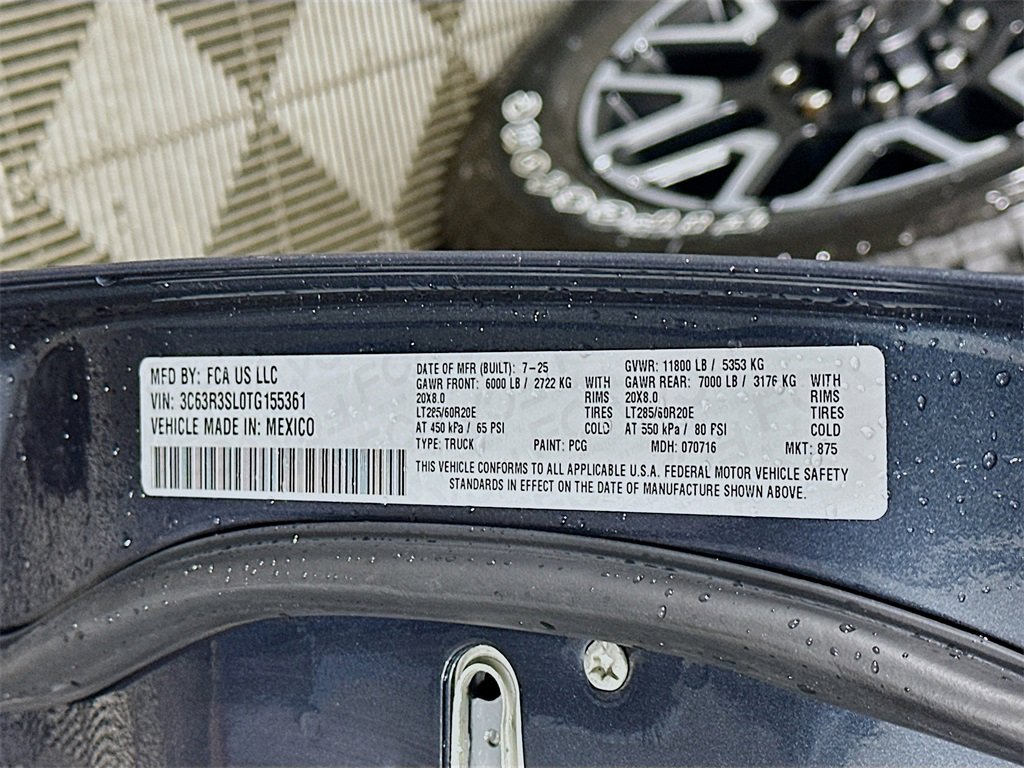 MFD BY: FCA US LLC
VIN: 3C63R3SL0TG155361
VEHICLE MADE IN: MEXICO
DATE OF MFR (BUILT): 7-25 GVWR: 11800 LB / 5353 KG
GAWR FRONT: 6000 LB / 2722 KG WITH GAWR REAR: 7000 LB / 3176 KG WITH
20X8.0 RIMS 20X8.0 RIMS
LT285/60R20E TIRES LT285/60R20E TIRES
AT 450 kPa / 65 PSI COLD AT 550 kPa / 80 PSI COLD
TYPE: TRUCK PAINT: PCG MDH: 070716 MKT: 875
THIS VEHICLE CONFORMS TO ALL APPLICABLE U.S.A. FEDERAL MOTOR VEHICLE SAFETY
STANDARDS IN EFFECT ON THE DATE OF MANUFACTURE SHOWN ABOVE.